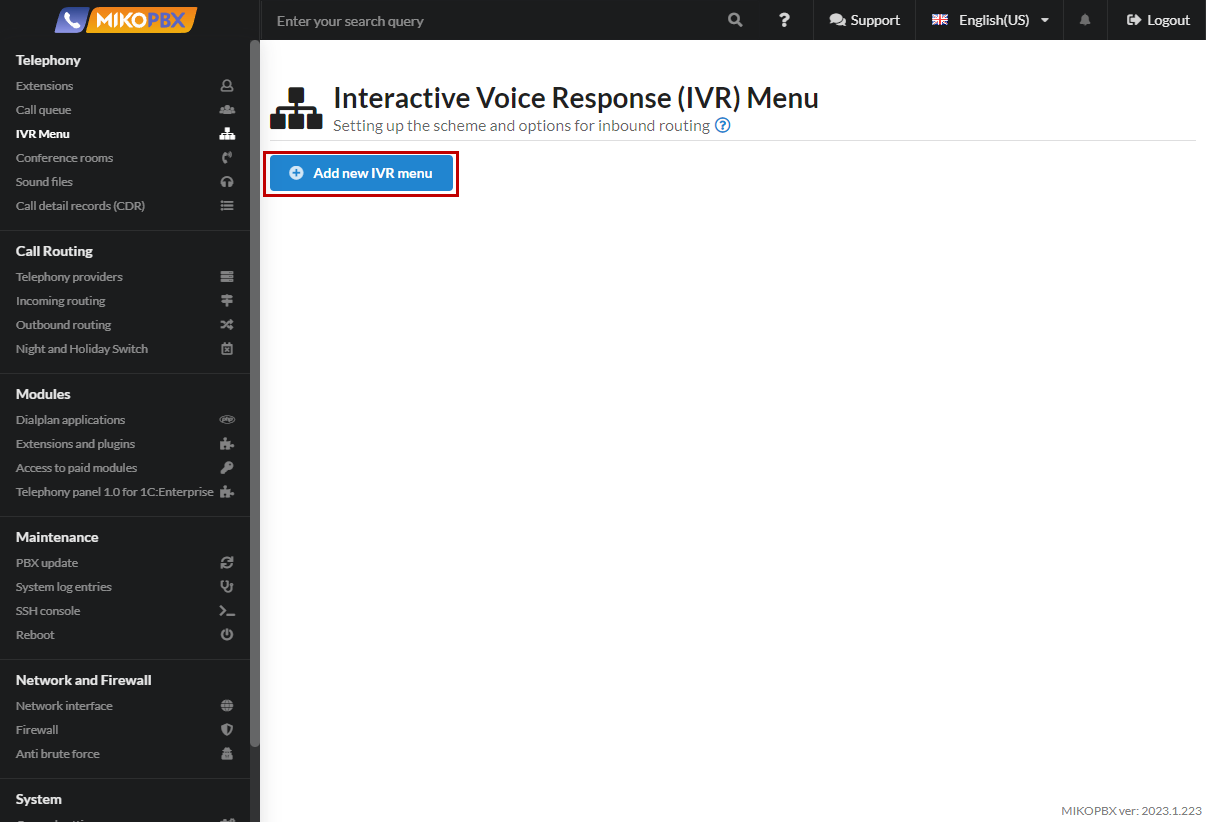 MIKOPBX
Enter your search query
?
Support
English(US)
Logout
Telephony
Extensions
Call queue
IVR Menu
Conference rooms
Sound files
Call detail records (CDR)
Call Routing
Telephony providers
Incoming routing
Outbound routing
Night and Holiday Switch
Modules
Dialplan applications
Extensions and plugins
Access to paid modules
Telephony panel 1.0 for 1C:Enterprise
Maintenance
PBX update
System log entries
SSH console
Reboot
Network and Firewall
Network interface
Firewall
Anti brute force
System
Interactive Voice Response (IVR) Menu
Setting up the scheme and options for inbound routing ?
Add new IVR menu
MIKOPBX ver: 2023.1.223